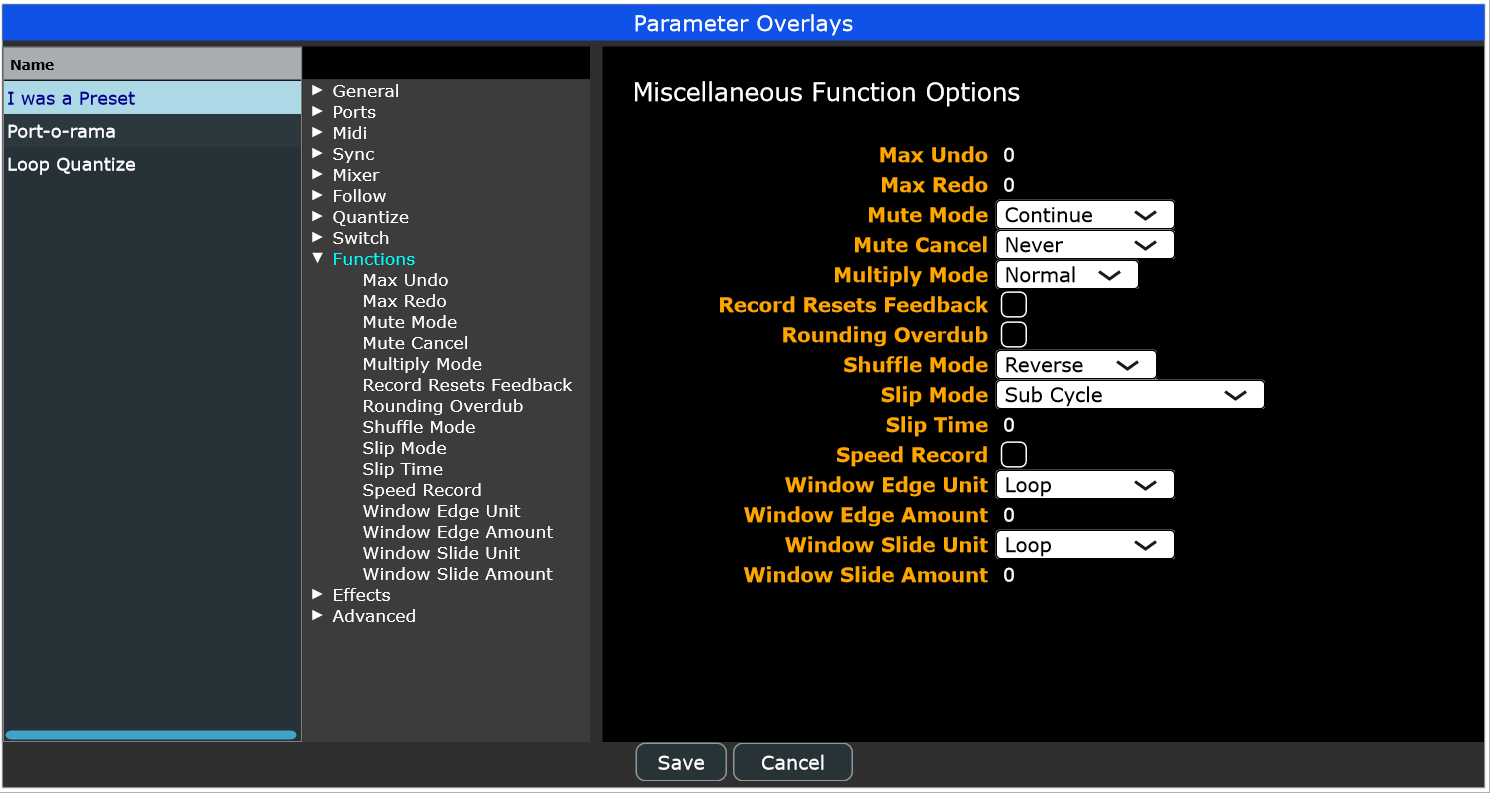 Parameter Overlays
Name
I was a Preset
Port-o-rama
Loop Quantize
General
Ports
Midi
Sync
Mixer
Follow
Quantize
Switch
Functions
Max Undo
Max Redo
Mute Mode
Mute Cancel
Multiply Mode
Record Resets Feedback
Rounding Overdub
Shuffle Mode
Slip Mode
Slip Time
Speed Record
Window Edge Unit
Window Edge Amount
Window Slide Unit
Window Slide Amount
Effects
Advanced
Miscellaneous Function Options
Max Undo 0
Max Redo 0
Mute Mode Continue
Mute Cancel Never
Multiply Mode Normal
Record Resets Feedback
Rounding Overdub
Shuffle Mode Reverse
Slip Mode Sub Cycle
Slip Time 0
Speed Record
Window Edge Unit Loop
Window Edge Amount 0
Window Slide Unit Loop
Window Slide Amount 0
Save Cancel